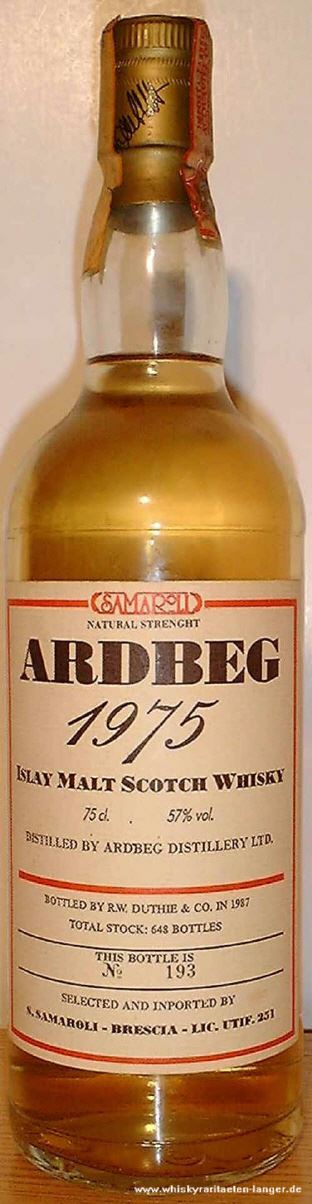 SAMAROLI
NATURAL STRENGHT
ARDBEG
1975
ISLAY MALT SCOTCH WHISKY
75 cl. . 57% vol.
DISTILLED BY ARDBEG DISTILLERY LTD.
BOTTLED BY R.W. DUTHIE & CO. IN 1987
TOTAL STOCK: 648 BOTTLES
THIS BOTTLE IS
№ 193
SELECTED AND INPORTED BY
S. SAMAROLI - BRESCIA - LIC. UTIF. 251
www.whiskyraritaeten-langer.de